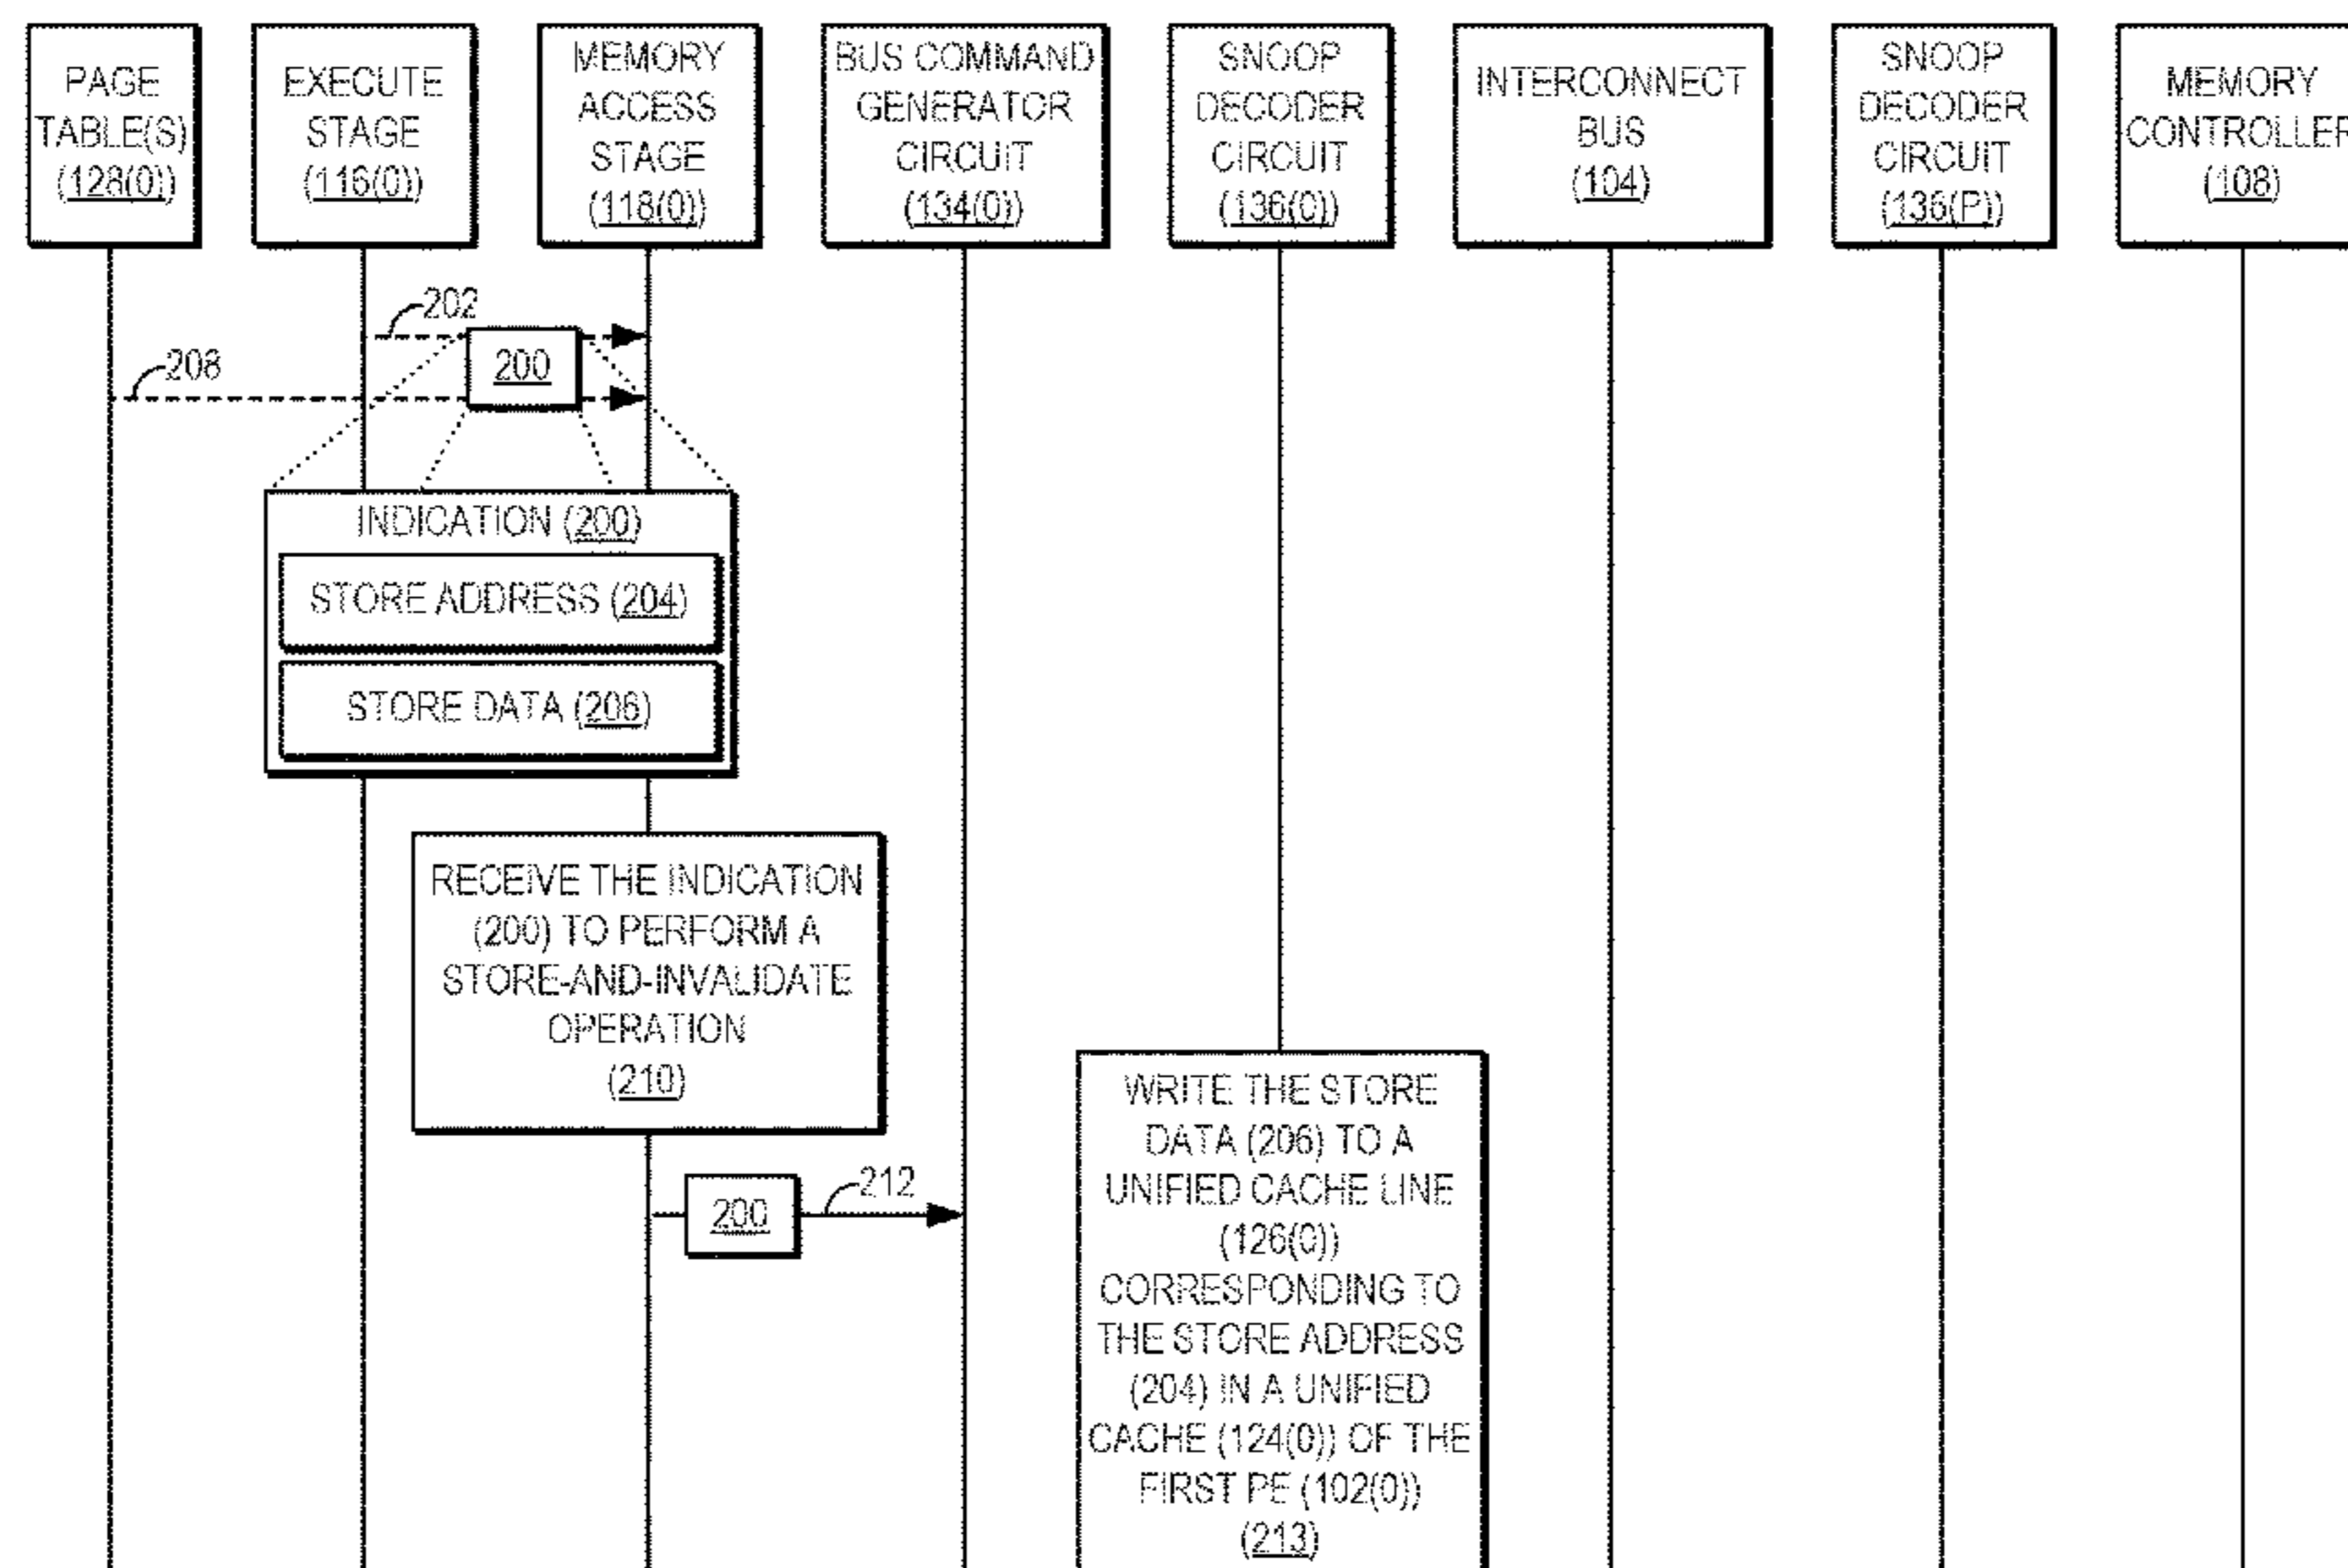 PAGE
TABLE(S)
(128(0))
EXECUTE
STAGE
(116(0))
MEMORY
ACCESS
STAGE
(118(0))
BUS COMMAND
GENERATOR
CIRCUIT
(134(0))
SNOOP
DECODER
CIRCUIT
(136(0))
INTERCONNECT
BUS
(104)
SNOOP
DECODER
CIRCUIT
(136(P))
MEMORY
CONTROLLER
(108)
202
200
208
INDICATION (200)
STORE ADDRESS (204)
STORE DATA (206)
RECEIVE THE INDICATION
(200) TO PERFORM A
STORE-AND-INVALIDATE
OPERATION
(210)
200
212
WRITE THE STORE
DATA (206) TO A
UNIFIED CACHE LINE
(126(0))
CORRESPONDING TO
THE STORE ADDRESS
(204) IN A UNIFIED
CACHE (124(0)) OF THE
FIRST PE (102(0))
(213)